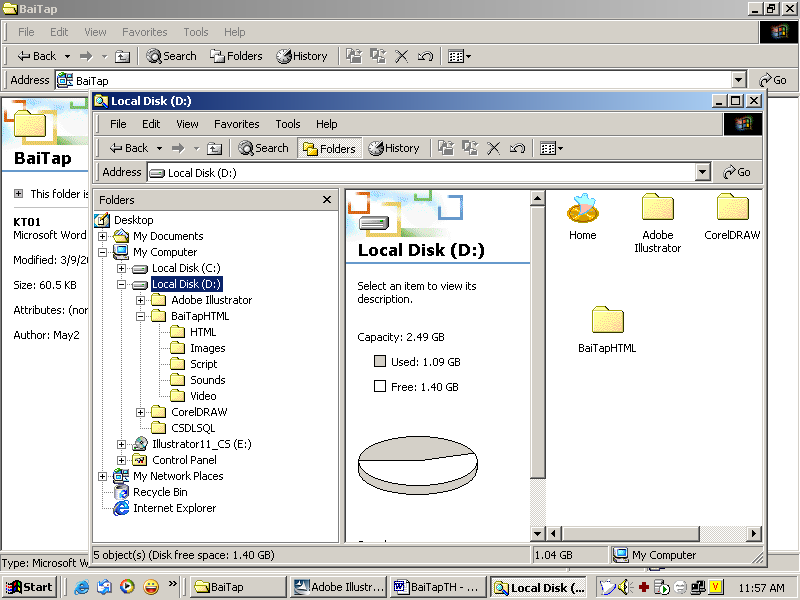 BaiTap
File Edit View Favorites Tools Help
Back Search Folders History
Address BaiTap Go
BaiTap
This folder is
KT01
Microsoft Word
Modified: 3/9/20
Size: 60.5 KB
Attributes: (nor
Author: May2
Type: Microsoft W
Local Disk (D:)
File Edit View Favorites Tools Help
Back Search Folders History
Address Local Disk (D:) Go
Folders
Desktop
My Documents
My Computer
Local Disk (C:)
Local Disk (D:)
Adobe Illustrator
BaiTapHTML
HTML
Images
Script
Sounds
Video
CorelDRAW
CSDLSQL
Illustrator11_CS (E:)
Control Panel
My Network Places
Recycle Bin
Internet Explorer
Local Disk (D:)
Select an item to view its
description.
Capacity: 2.49 GB
Used: 1.09 GB
Free: 1.40 GB
Home
Adobe
Illustrator
CorelDRAW
BaiTapHTML
5 object(s) (Disk free space: 1.40 GB) 1.04 GB My Computer
Start » BaiTap Adobe Illustr... BaiTapTH - ... Local Disk (... V 11:57 AM